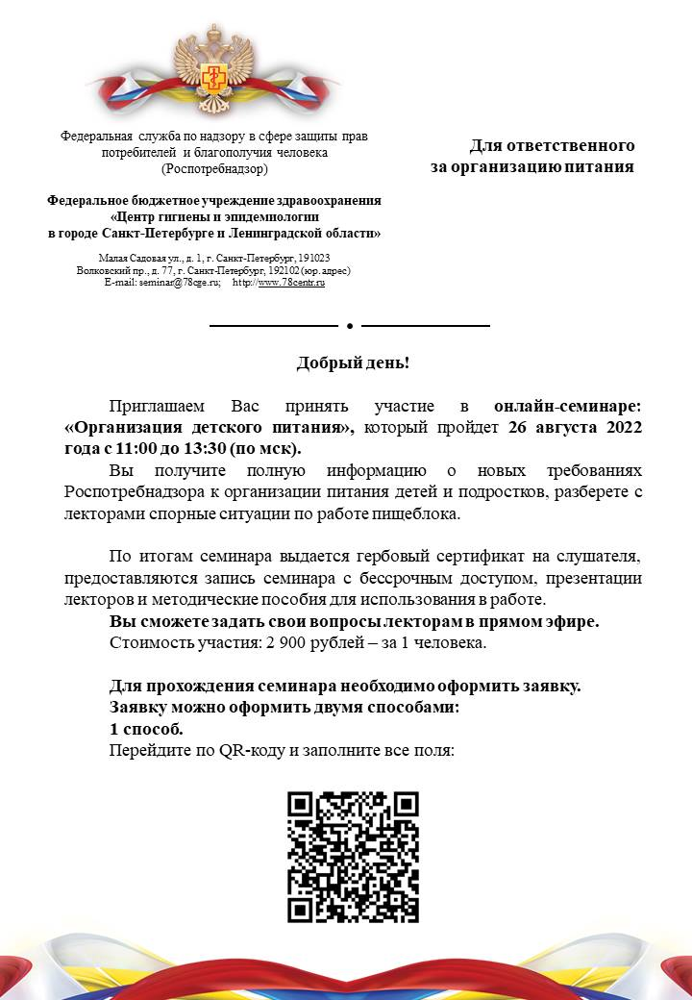 Федеральная служба по надзору в сфере защиты прав
потребителей и благополучия человека
(Роспотребнадзор)
Федеральное бюджетное учреждение здравоохранения
«Центр гигиены и эпидемиологии
в городе Санкт-Петербурге и Ленинградской области»
Малая Садовая ул., д. 1, г. Санкт-Петербург, 191023
Волковский пр., д. 77, г. Санкт-Петербург, 192102 (юр. адрес)
E-mail: seminar@78cge.ru; http://www.78centr.ru
Для ответственного
за организацию питания
Добрый день!
Приглашаем Вас принять участие в онлайн-семинаре:
«Организация детского питания», который пройдет 26 августа 2022
года с 11:00 до 13:30 (по мск).
Вы получите полную информацию о новых требованиях
Роспотребнадзора к организации питания детей и подростков, разберете с
лекторами спорные ситуации по работе пищеблока.
По итогам семинара выдается гербовый сертификат на слушателя,
предоставляются запись семинара с бессрочным доступом, презентации
лекторов и методические пособия для использования в работе.
Вы сможете задать свои вопросы лекторам в прямом эфире.
Стоимость участия: 2 900 рублей – за 1 человека.
Для прохождения семинара необходимо оформить заявку.
Заявку можно оформить двумя способами:
1 способ.
Перейдите по QR-коду и заполните все поля: